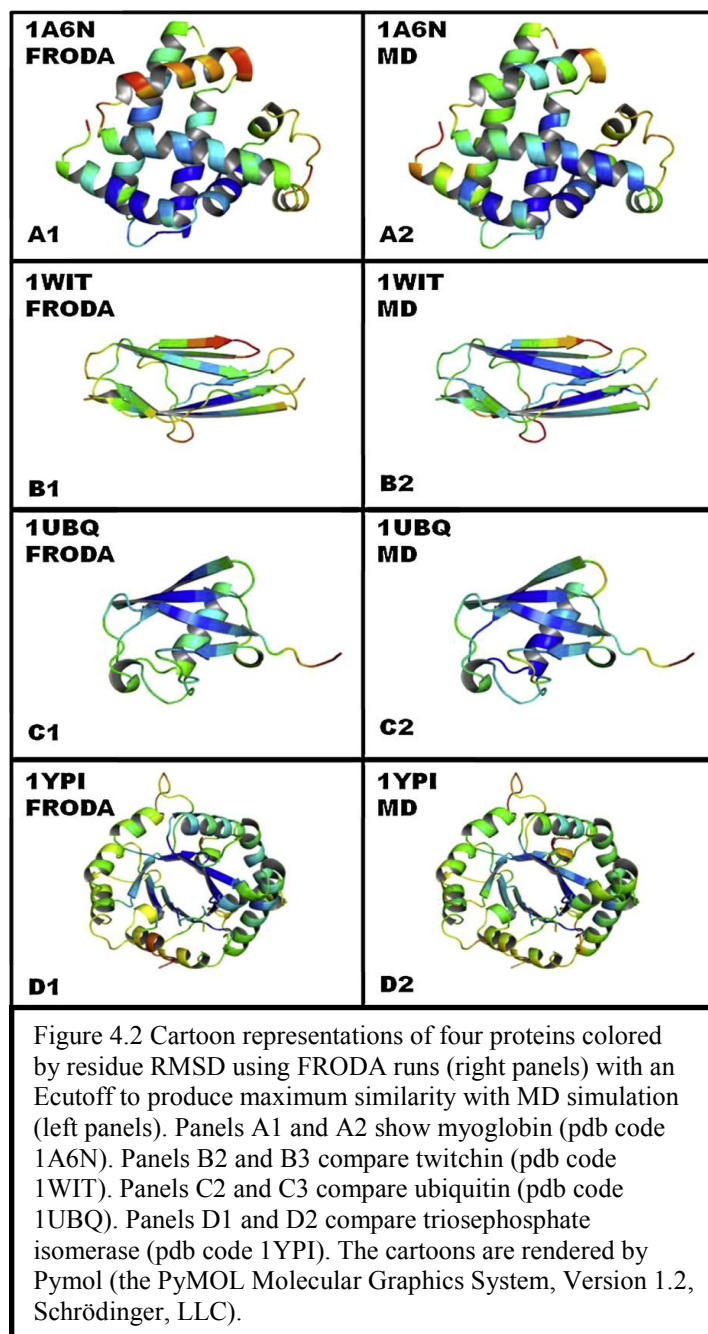 1A6N
FRODA
A1
1A6N
MD
A2
1WIT
FRODA
B1
1WIT
MD
B2
1UBQ
FRODA
C1
1UBQ
MD
C2
1YPI
FRODA
D1
1YPI
MD
D2
Figure 4.2 Cartoon representations of four proteins colored
by residue RMSD using FRODA runs (right panels) with an
Ecutoff to produce maximum similarity with MD simulation
(left panels). Panels A1 and A2 show myoglobin (pdb code
1A6N). Panels B2 and B3 compare twitchin (pdb code
1WIT). Panels C2 and C3 compare ubiquitin (pdb code
1UBQ). Panels D1 and D2 compare triosephosphate
isomerase (pdb code 1YPI). The cartoons are rendered by
Pymol (the PyMOL Molecular Graphics System, Version 1.2,
Schrödinger, LLC).